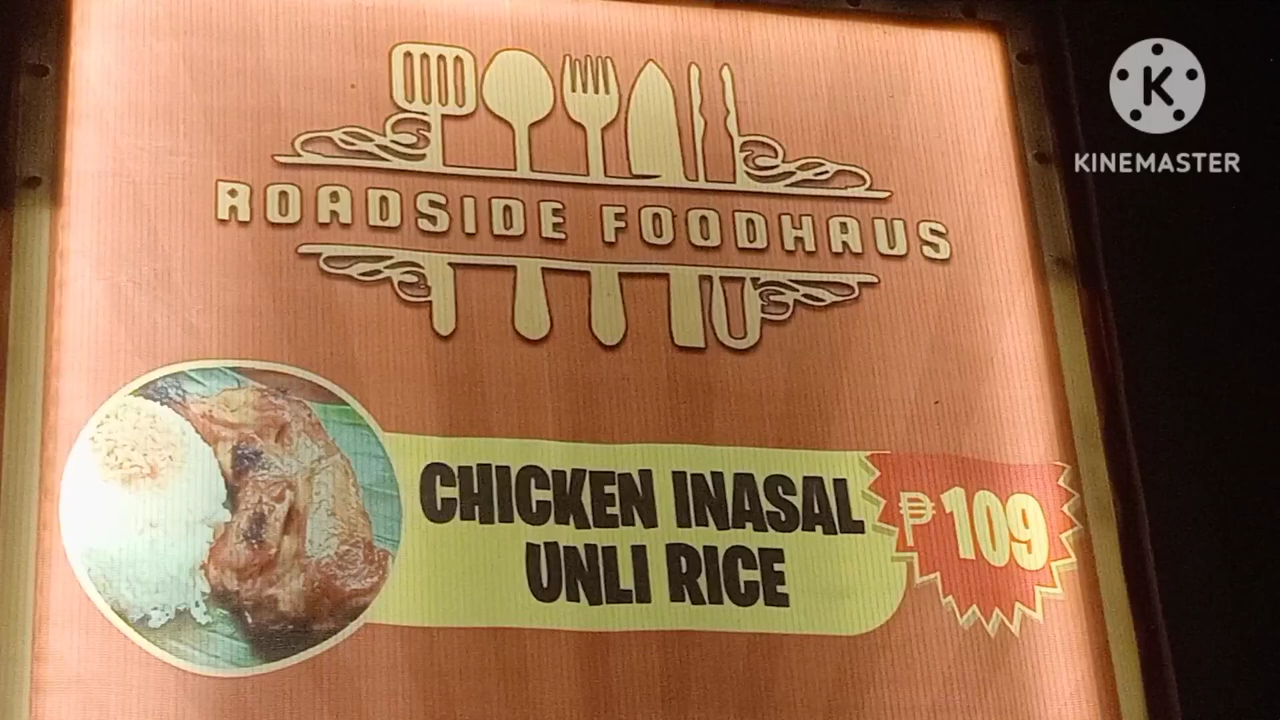 K
KINEMASTER
ROADSIDE FOODHAUS
CHICKEN INASAL
UNLI RICE
₱109